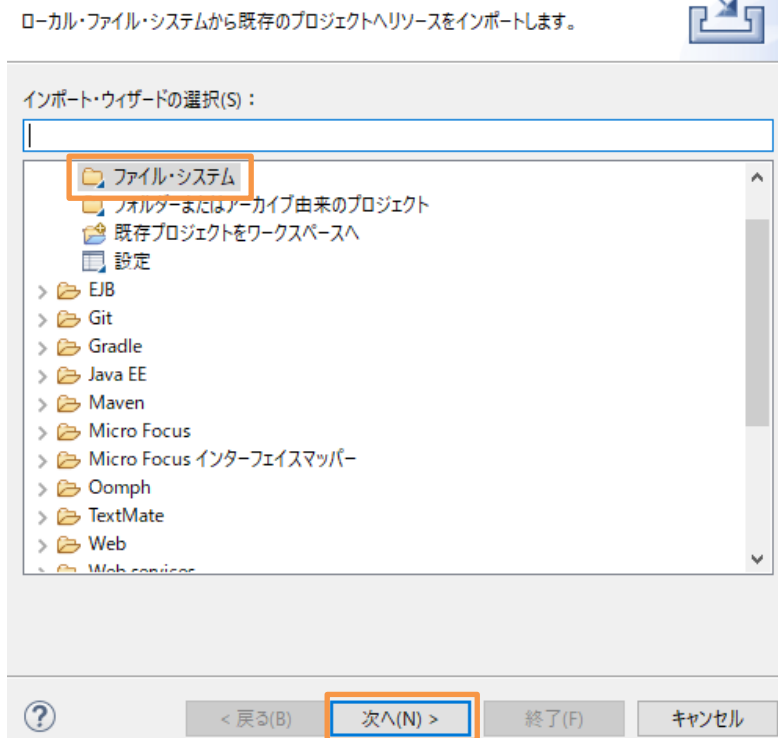 ローカル・ファイル・システムから既存のプロジェクトへリソースをインポートします。
インポート・ウィザードの選択(S)：
ファイル・システム
フォルダーまたはアーカイブ由来のプロジェクト
既存プロジェクトをワークスペースへ
設定
EJB
Git
Gradle
Java EE
Maven
Micro Focus
Micro Focus インターフェイスマッパー
Oomph
TextMate
Web
Web services
< 戻る(B) 次へ(N) > 終了(F) キャンセル